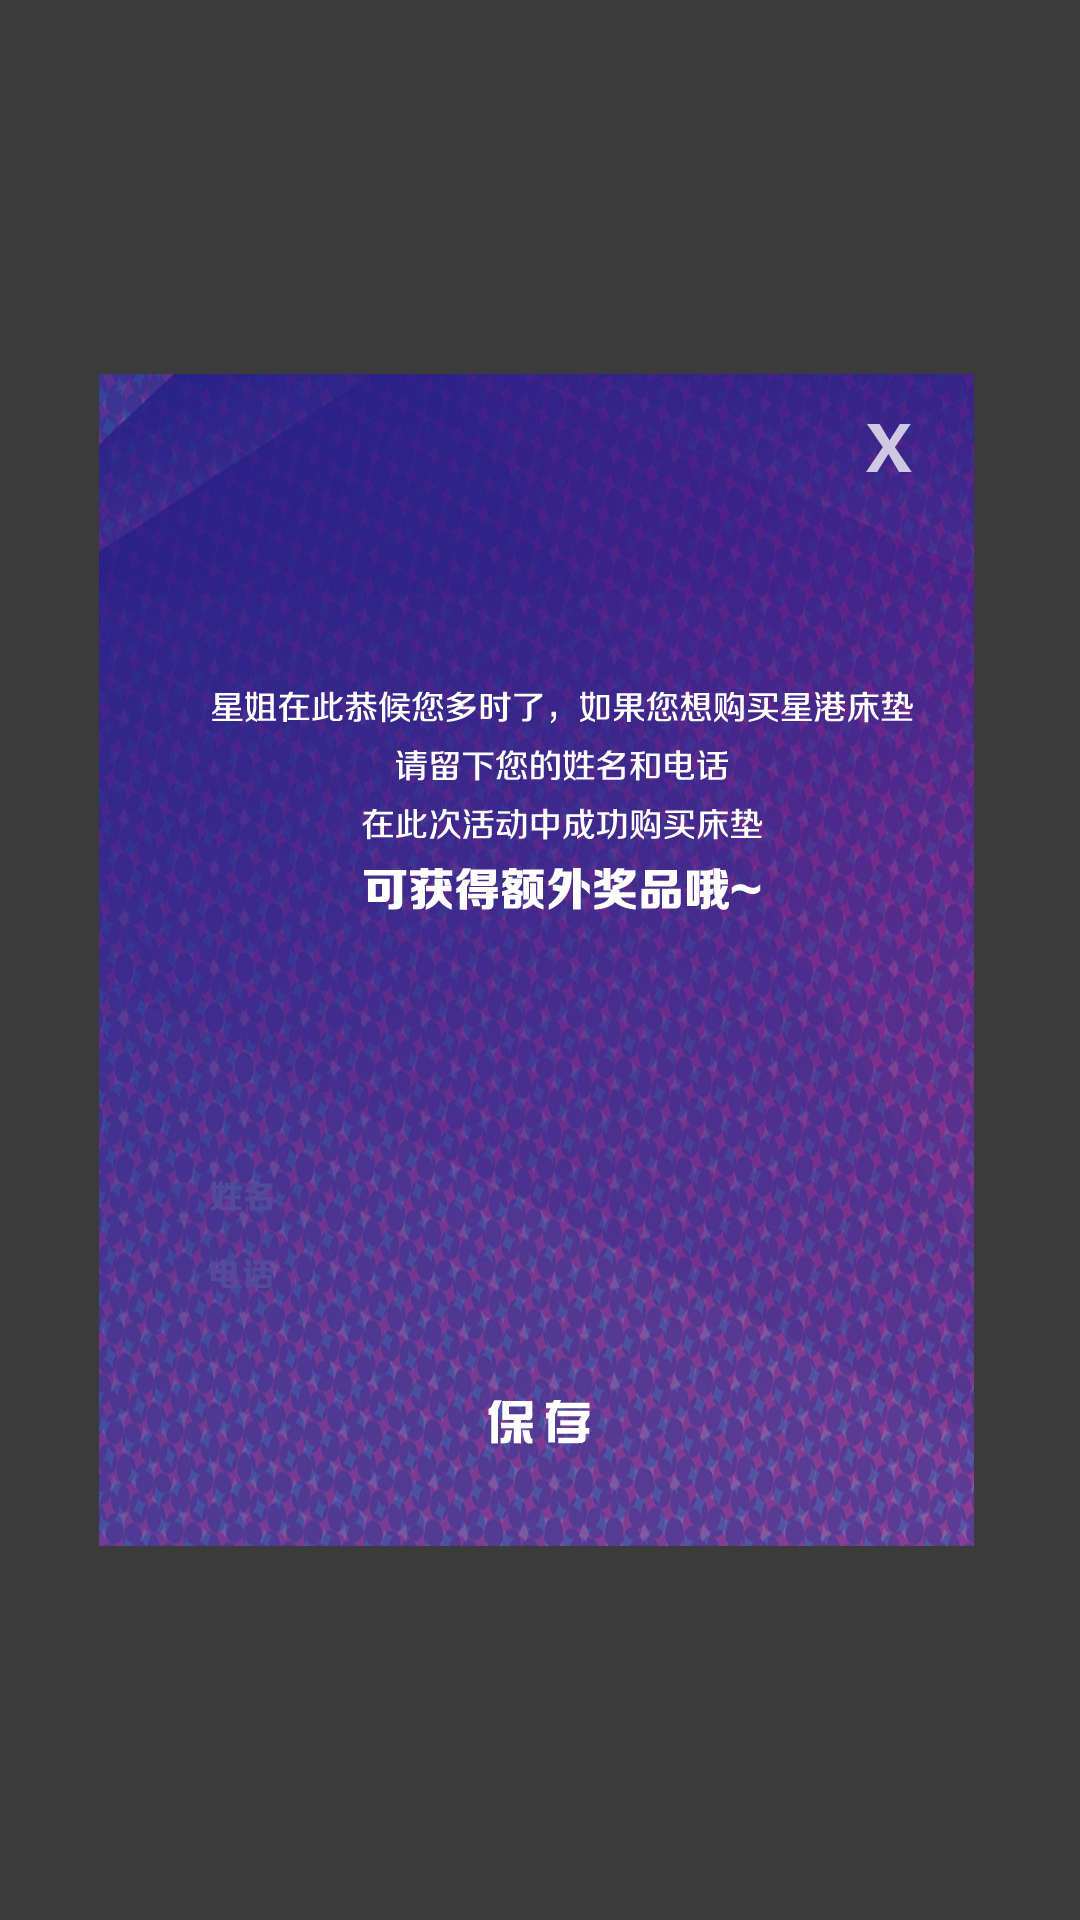 X
星姐在此恭候您多时了，如果您想购买星港床垫
请留下您的姓名和电话
在此次活动中成功购买床垫
可获得额外奖品哦~
姓名
电话
保存